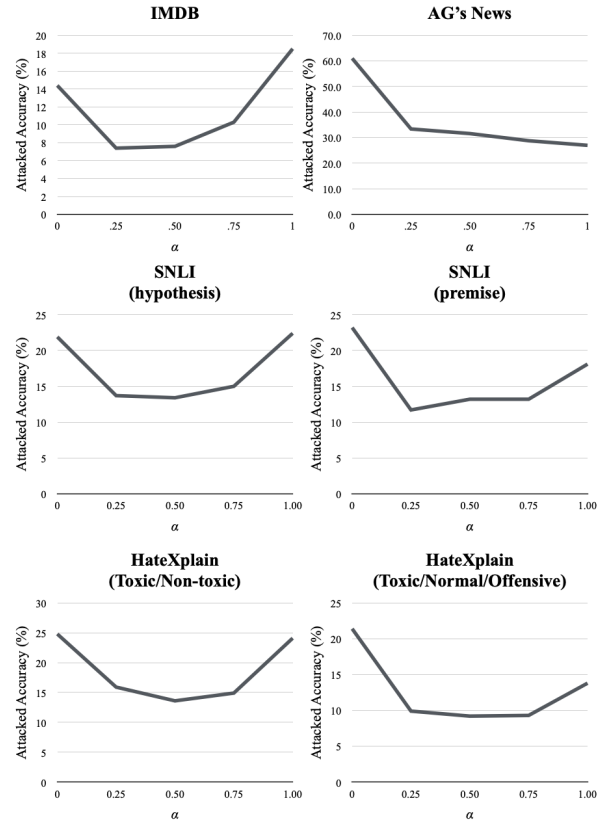 IMDB
Attacked Accuracy (%)
20
18
16
14
12
10
8
6
4
2
0
0 .25 .50 .75 1
α
AG's News
Attacked Accuracy (%)
70.0
60.0
50.0
40.0
30.0
20.0
10.0
0.0
0 .25 .50 .75 1
α
SNLI
(hypothesis)
Attacked Accuracy (%)
25
20
15
10
5
0
0 0.25 0.50 0.75 1.00
α
SNLI
(premise)
Attacked Accuracy (%)
25
20
15
10
5
0
0 0.25 0.50 0.75 1.00
α
HateXplain
(Toxic/Non-toxic)
Attacked Accuracy (%)
30
25
20
15
10
5
0
0 0.25 0.50 0.75 1.00
α
HateXplain
(Toxic/Normal/Offensive)
Attacked Accuracy (%)
25
20
15
10
5
0
0 0.25 0.50 0.75 1.00
α